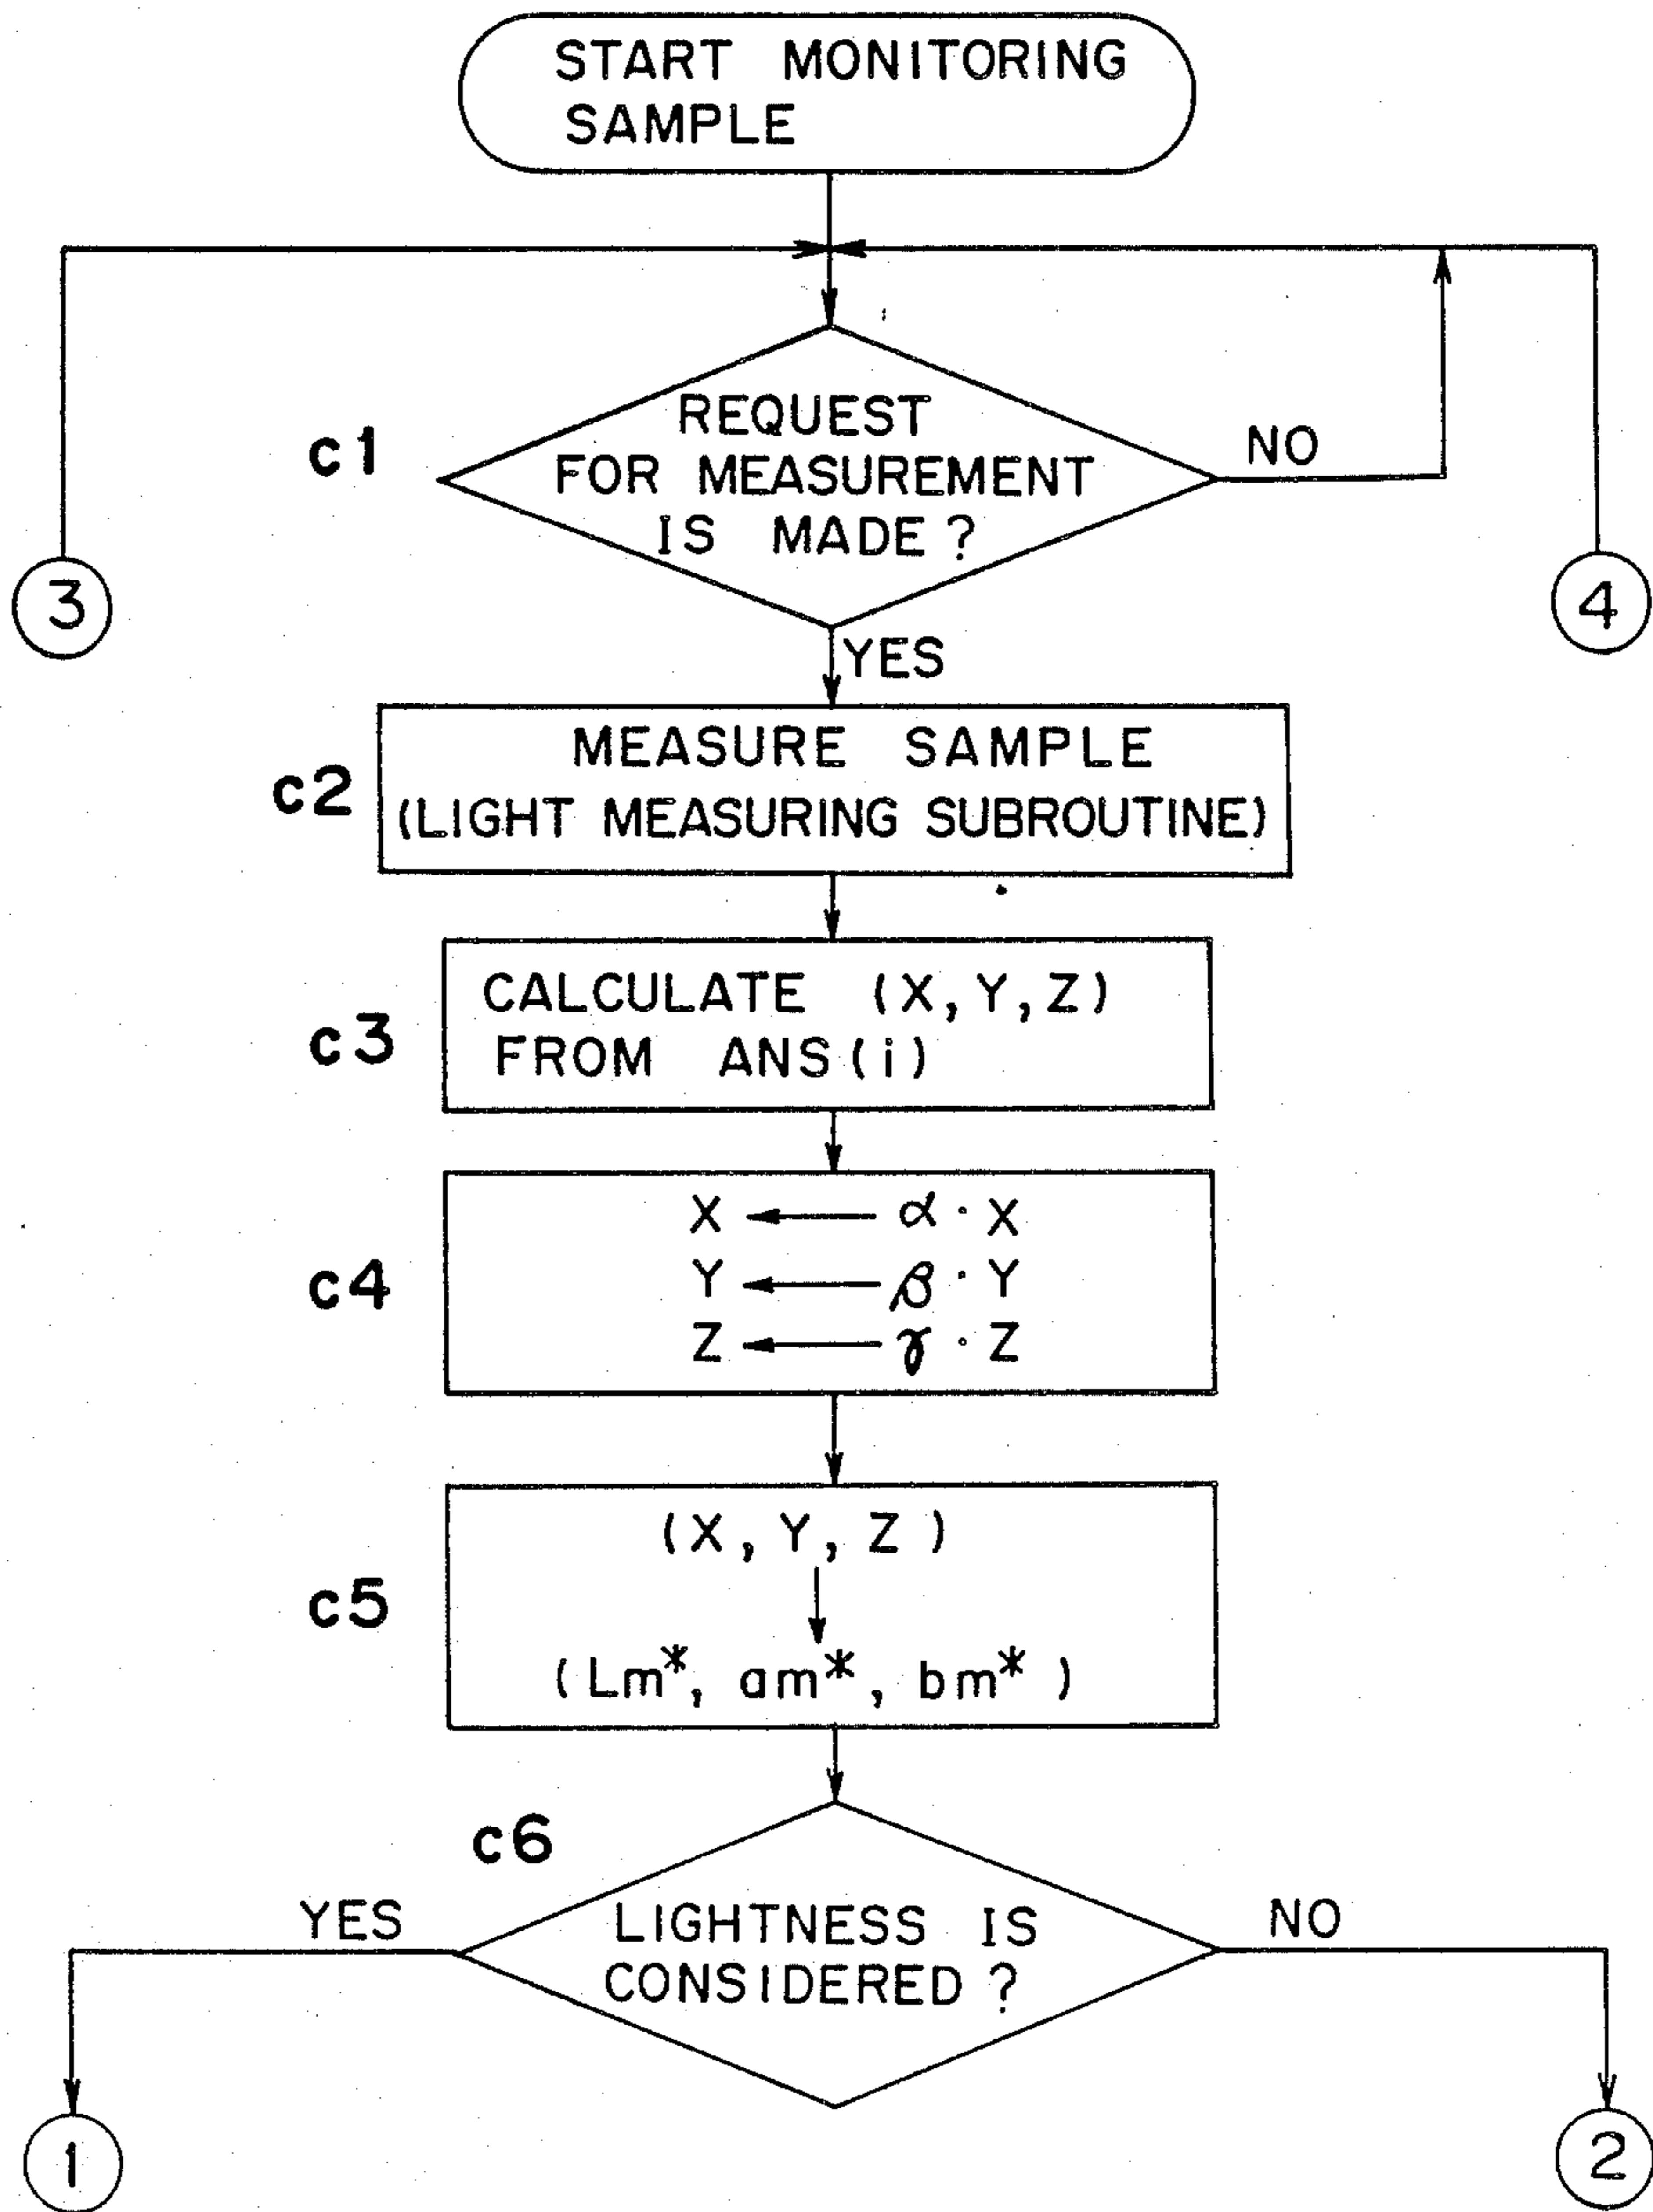 START MONITORING
SAMPLE
c1
REQUEST
FOR MEASUREMENT
IS MADE?
NO
3
4
YES
c2
MEASURE SAMPLE
(LIGHT MEASURING SUBROUTINE)
c3
CALCULATE (X, Y, Z)
FROM ANS(i)
c4
X ← α · X
Y ← β · Y
Z ← γ · Z
c5
(X, Y, Z)
↓
(Lm*, am*, bm*)
c6
YES
LIGHTNESS IS
CONSIDERED?
NO
1
2